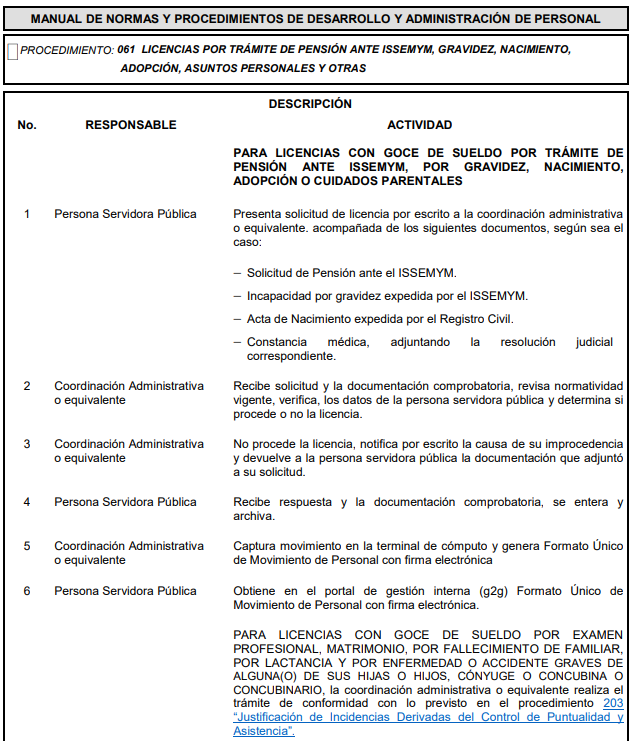 MANUAL DE NORMAS Y PROCEDIMIENTOS DE DESARROLLO Y ADMINISTRACIÓN DE PERSONAL
PROCEDIMIENTO: 061 LICENCIAS POR TRÁMITE DE PENSIÓN ANTE ISSEMYM, GRAVIDEZ, NACIMIENTO,
ADOPCIÓN, ASUNTOS PERSONALES Y OTRAS
DESCRIPCIÓN
No. RESPONSABLE ACTIVIDAD
PARA LICENCIAS CON GOCE DE SUELDO POR TRÁMITE DE
PENSIÓN ANTE ISSEMYM, POR GRAVIDEZ, NACIMIENTO,
ADOPCIÓN O CUIDADOS PARENTALES
1 Persona Servidora Pública Presenta solicitud de licencia por escrito a la coordinación administrativa
o equivalente. acompañada de los siguientes documentos, según sea el
caso:
– Solicitud de Pensión ante el ISSEMYM.
– Incapacidad por gravidez expedida por el ISSEMYM.
– Acta de Nacimiento expedida por el Registro Civil.
– Constancia médica, adjuntando la resolución judicial
correspondiente.
2 Coordinación Administrativa Recibe solicitud y la documentación comprobatoria, revisa normatividad
o equivalente vigente, verifica, los datos de la persona servidora pública y determina si
procede o no la licencia.
3 Coordinación Administrativa No procede la licencia, notifica por escrito la causa de su improcedencia
o equivalente y devuelve a la persona servidora pública la documentación que adjuntó
a su solicitud.
4 Persona Servidora Pública Recibe respuesta y la documentación comprobatoria, se entera y
archiva.
5 Coordinación Administrativa Captura movimiento en la terminal de cómputo y genera Formato Único
o equivalente de Movimiento de Personal con firma electrónica
6 Persona Servidora Pública Obtiene en el portal de gestión interna (g2g) Formato Único de
Movimiento de Personal con firma electrónica.
PARA LICENCIAS CON GOCE DE SUELDO POR EXAMEN
PROFESIONAL, MATRIMONIO, POR FALLECIMIENTO DE FAMILIAR,
POR LACTANCIA Y POR ENFERMEDAD O ACCIDENTE GRAVES DE
ALGUNA(O) DE SUS HIJAS O HIJOS, CÓNYUGE O CONCUBINA O
CONCUBINARIO, la coordinación administrativa o equivalente realiza el
trámite de conformidad con lo previsto en el procedimiento 203
“Justificación de Incidencias Derivadas del Control de Puntualidad y
Asistencia”.